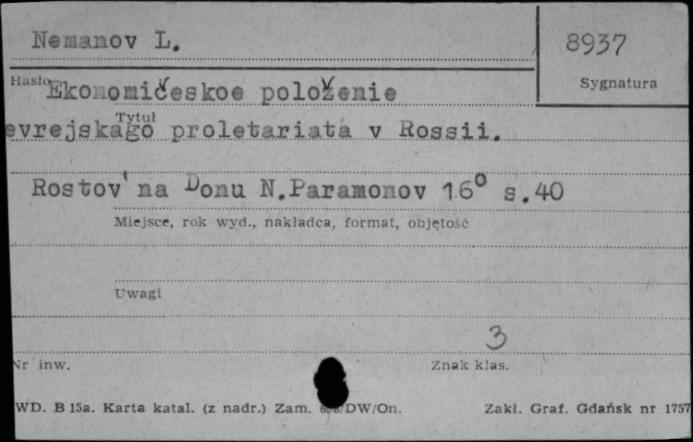 Nemanov L.
8937
Hasło
Sygnatura
Ekonomičeskoe položenie
Tytuł
evrejskago proletariata v Rossii.
Rostov na Donu N.Paramonov 16° s.40
Miejsce, rok wyd., nakładca, format, objętość
Uwagi
3
Nr inw.
Znak klas.
WD. B 15a. Karta katal. (z nadr.) Zam. /DW/On.
Zakł. Graf. Gdańsk nr 1757